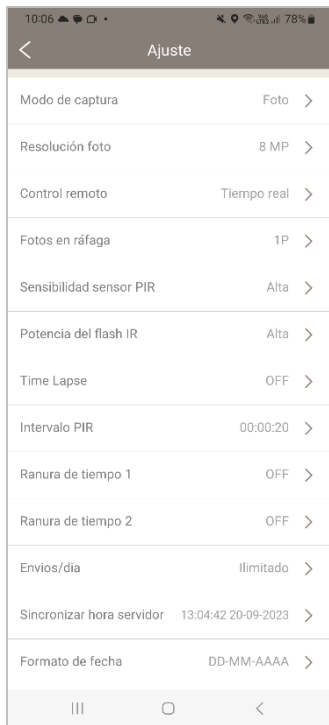 10:06 78%
Ajuste
Modo de captura Foto
Resolución foto 8 MP
Control remoto Tiempo real
Fotos en ráfaga 1P
Sensibilidad sensor PIR Alta
Potencia del flash IR Alta
Time Lapse OFF
Intervalo PIR 00:00:20
Ranura de tiempo 1 OFF
Ranura de tiempo 2 OFF
Envios/dia Ilimitado
Sincronizar hora servidor 13:04:42 20-09-2023
Formato de fecha DD-MM-AAAA